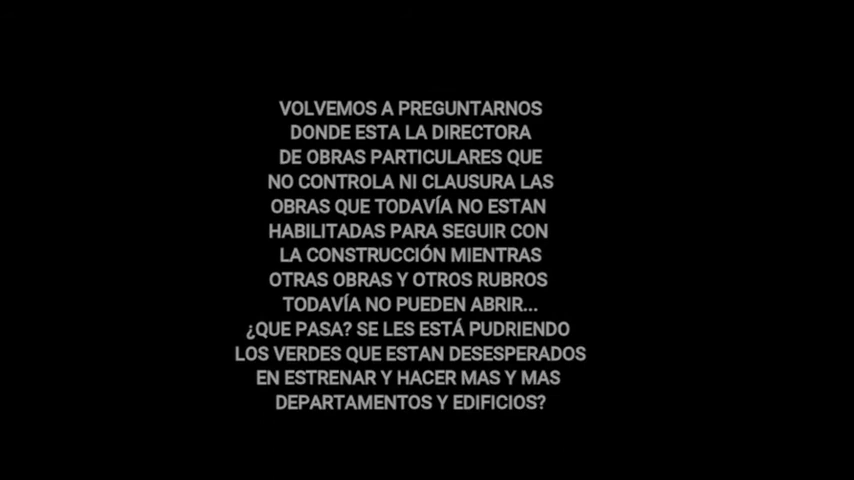 VOLVEMOS A PREGUNTARNOS
DONDE ESTA LA DIRECTORA
DE OBRAS PARTICULARES QUE
NO CONTROLA NI CLAUSURA LAS
OBRAS QUE TODAVÍA NO ESTAN
HABILITADAS PARA SEGUIR CON
LA CONSTRUCCIÓN MIENTRAS
OTRAS OBRAS Y OTROS RUBROS
TODAVÍA NO PUEDEN ABRIR...
¿QUE PASA? SE LES ESTÁ PUDRIENDO
LOS VERDES QUE ESTAN DESESPERADOS
EN ESTRENAR Y HACER MAS Y MAS
DEPARTAMENTOS Y EDIFICIOS?